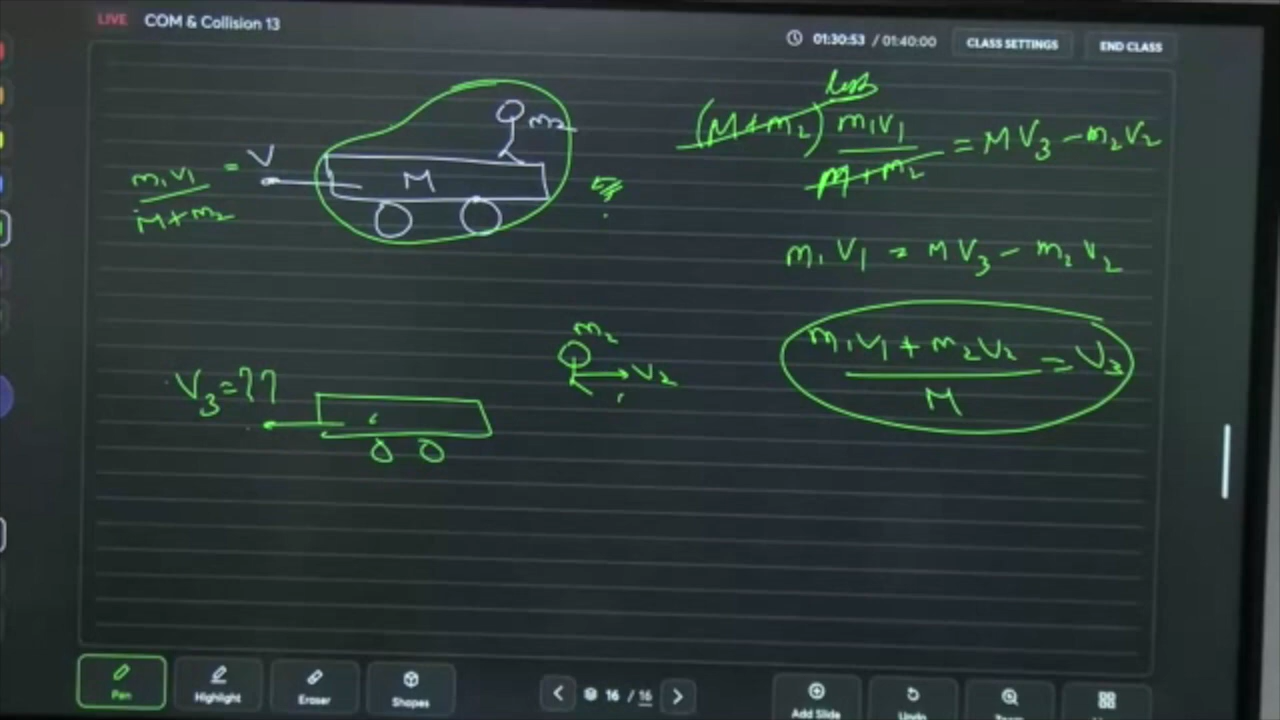 LIVE COM & Collision 13
01:30:53 / 01:40:00 CLASS SETTINGS END CLASS
m₂
M
V
m₁v₁ / M+m₂ = V
less
(M+m₂) m₁v₁ / M+m₂ = MV₃ - m₂V₂
m₁V₁ = MV₃ - m₂V₂
m₁V₁ + m₂V₂ / M = V₃
m₂
V₂
V₃=??
Pen Highlight Eraser Shapes
16 / 16
Add Slide Undo Zoom